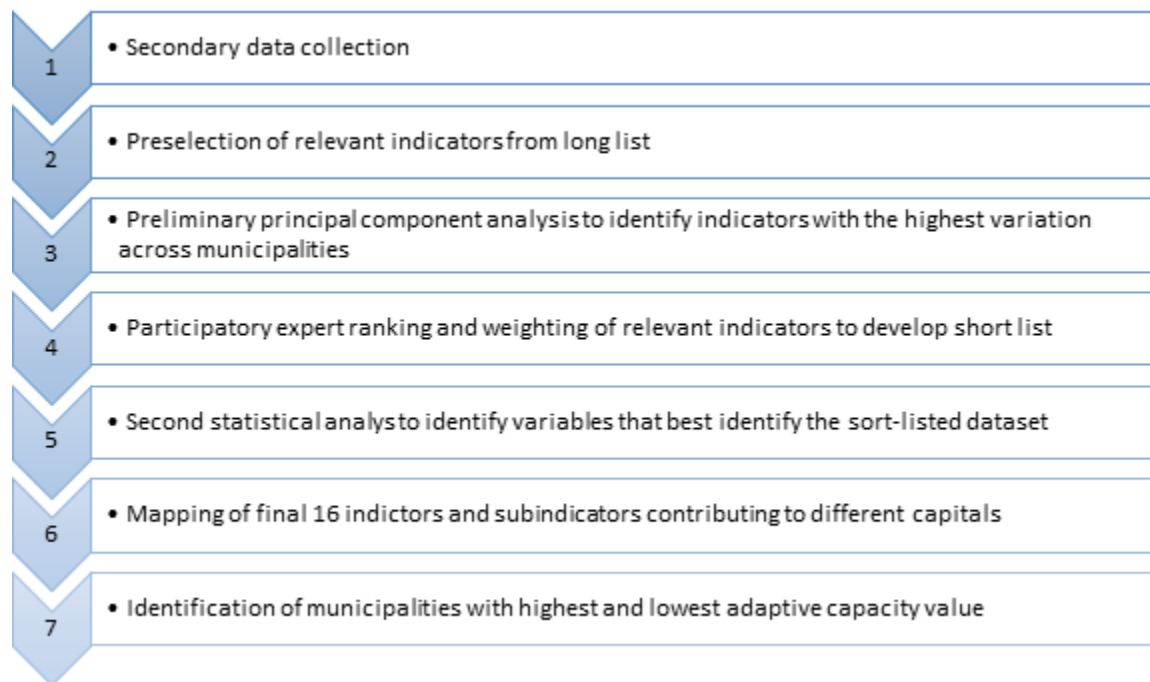 1
• Secondary data collection
2
• Preselection of relevant indicators from long list
3
• Preliminary principal component analysis to identify indicators with the highest variation
across municipalities
4
• Participatory expert ranking and weighting of relevant indicators to develop short list
5
• Second statistical analys to identify variables that best identify the sort-listed dataset
6
• Mapping of final 16 indictors and subindicators contributing to different capitals
7
• Identification of municipalities with highest and lowest adaptive capacity value